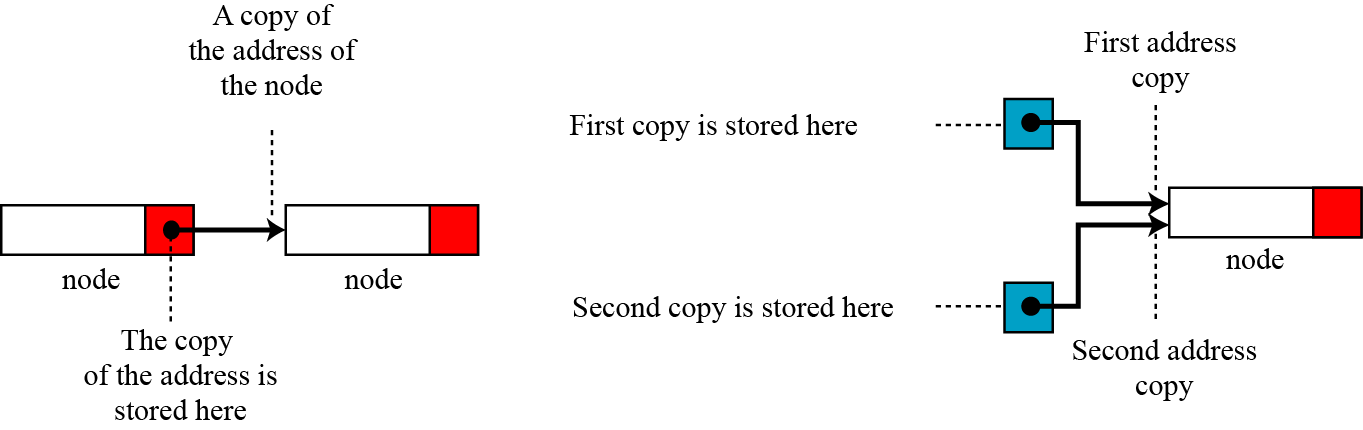 A copy of
the address of
the node
node
node
The copy
of the address is
stored here
First address
copy
First copy is stored here
node
Second copy is stored here
Second address
copy